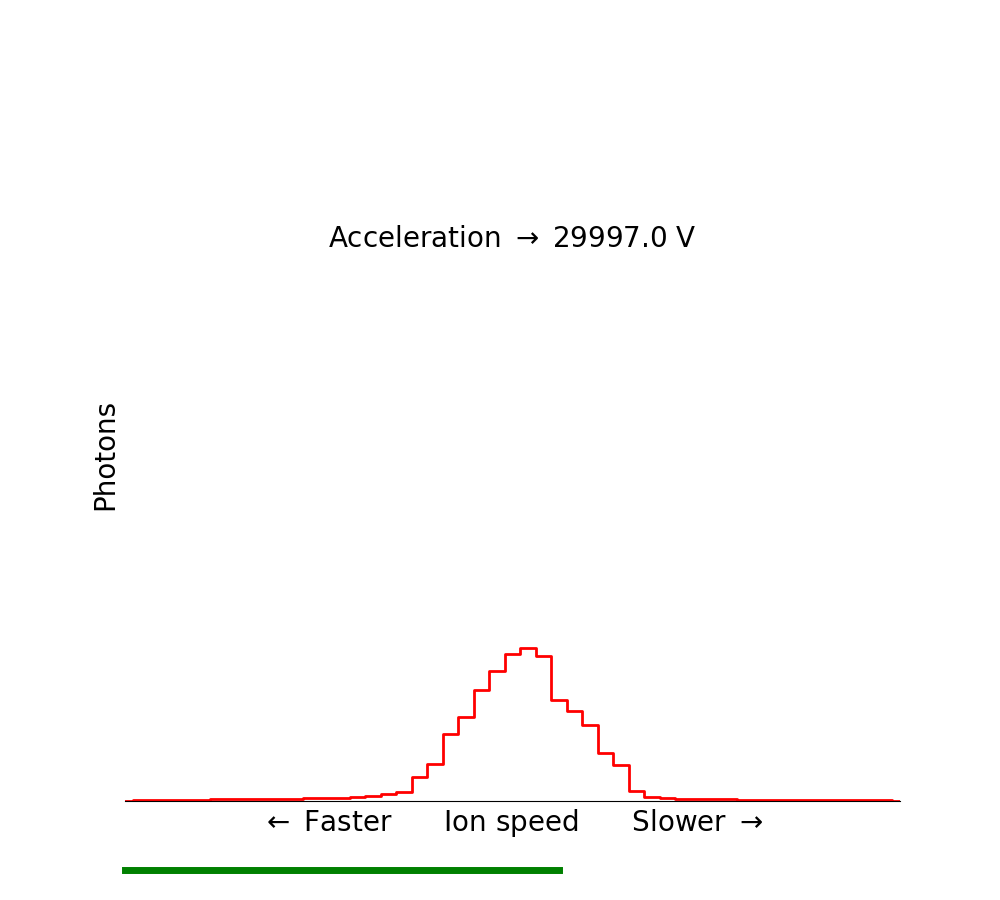 Acceleration → 29997.0 V
Photons
← Faster Ion speed Slower →